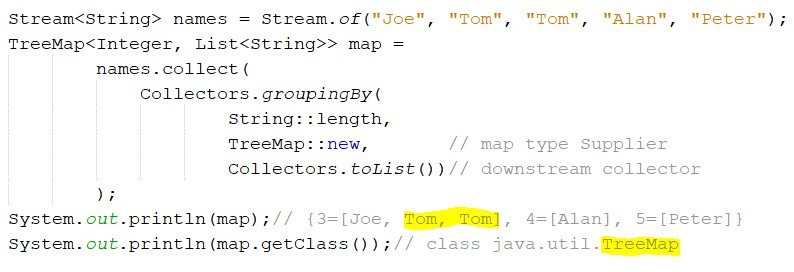 Stream<String> names = Stream.of("Joe", "Tom", "Tom", "Alan", "Peter");
TreeMap<Integer, List<String>> map =
names.collect(
Collectors.groupingBy(
String::length,
TreeMap::new, // map type Supplier
Collectors.toList())// downstream collector
);
System.out.println(map);// {3=[Joe, Tom, Tom], 4=[Alan], 5=[Peter]}
System.out.println(map.getClass());// class java.util.TreeMap